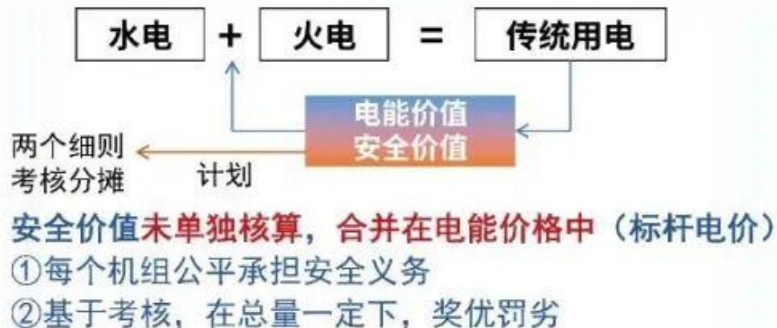 水电 + 火电 = 传统用电
电能价值
安全价值
两个细则
考核分摊
计划
安全价值未单独核算，合并在电能价格中（标杆电价）
①每个机组公平承担安全义务
②基于考核，在总量一定下，奖优罚劣